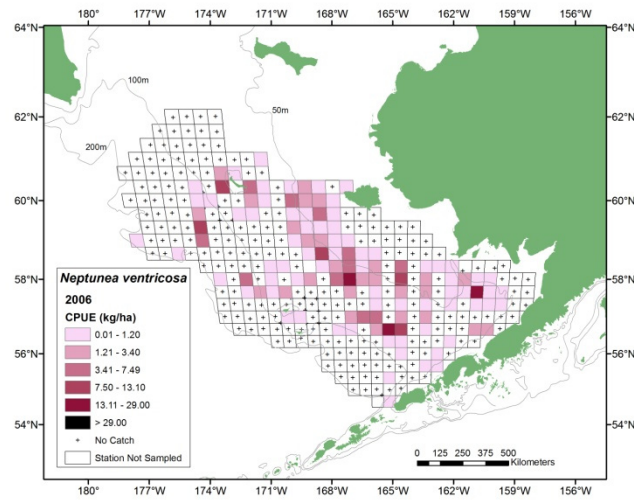 180° 177°W 174°W 171°W 168°W 165°W 162°W 159°W 156°W
64°N 64°N
100m
50m
62°N 62°N
200m
60°N 60°N
58°N 58°N
Neptunea ventricosa
2006
CPUE (kg/ha)
0.01 - 1.20
1.21 - 3.40
3.41 - 7.49
7.50 - 13.10
13.11 - 29.00
> 29.00
+ No Catch
Station Not Sampled
56°N 56°N
54°N 54°N
0 125 250 375 500
Kilometers
180° 177°W 174°W 171°W 168°W 165°W 162°W 159°W 156°W